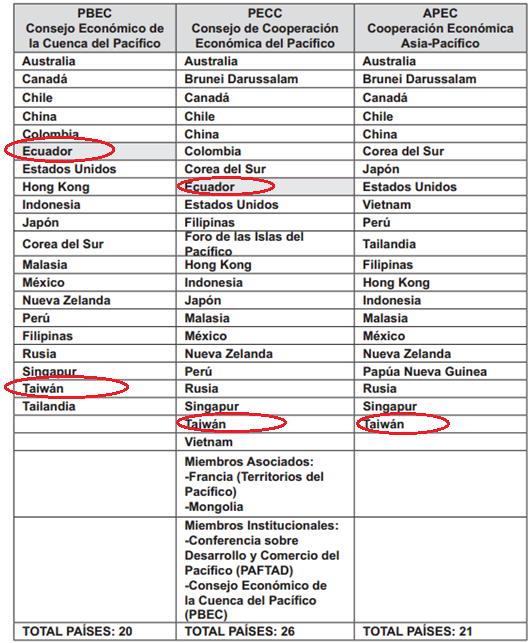 PBEC
Consejo Económico de
la Cuenca del Pacífico
PECC
Consejo de Cooperación
Económica del Pacífico
APEC
Cooperación Económica
Asia-Pacífico
Australia
Australia
Australia
Canadá
Brunei Darussalam
Brunei Darussalam
Chile
Canadá
Canadá
China
Chile
Chile
Colombia
China
China
Ecuador
Colombia
Corea del Sur
Estados Unidos
Corea del Sur
Japón
Hong Kong
Ecuador
Estados Unidos
Indonesia
Estados Unidos
Vietnam
Japón
Filipinas
Perú
Corea del Sur
Foro de las Islas del
Pacífico
Tailandia
Malasia
Hong Kong
Filipinas
México
Indonesia
Hong Kong
Nueva Zelanda
Japón
Indonesia
Perú
Malasia
Malasia
Filipinas
México
México
Rusia
Nueva Zelanda
Nueva Zelanda
Singapur
Perú
Papúa Nueva Guinea
Taiwán
Rusia
Rusia
Tailandia
Singapur
Singapur
Taiwán
Taiwán
Vietnam
Miembros Asociados:
-Francia (Territorios del
Pacífico)
-Mongolia
Miembros Institucionales:
-Conferencia sobre
Desarrollo y Comercio del
Pacífico (PAFTAD)
-Consejo Económico de
la Cuenca del Pacífico
(PBEC)
TOTAL PAÍSES: 20
TOTAL PAÍSES: 26
TOTAL PAÍSES: 21